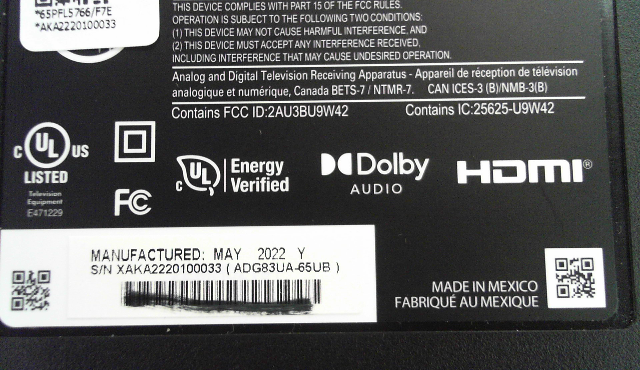 *65PFL5766/F7E
*AKA2220100033
THIS DEVICE COMPLIES WITH PART 15 OF THE FCC RULES.
OPERATION IS SUBJECT TO THE FOLLOWING TWO CONDITIONS:
(1) THIS DEVICE MAY NOT CAUSE HARMFUL INTERFERENCE, AND
(2) THIS DEVICE MUST ACCEPT ANY INTERFERENCE RECEIVED,
INCLUDING INTERFERENCE THAT MAY CAUSE UNDESIRED OPERATION.
Analog and Digital Television Receiving Apparatus - Appareil de réception de télévision
analogique et numérique, Canada BETS-7 / NTMR-7. CAN ICES-3 (B)/NMB-3(B)
Contains FCC ID:2AU3BU9W42 Contains IC:25625-U9W42
C UL US
LISTED
Television
Equipment
E471229
FC
C UL
Energy
Verified
Dolby
AUDIO
HDMI®
MANUFACTURED: MAY 2022 Y
S/N XAKA2220100033 ( ADG83UA-65UB )
MADE IN MEXICO
FABRIQUÉ AU MEXIQUE